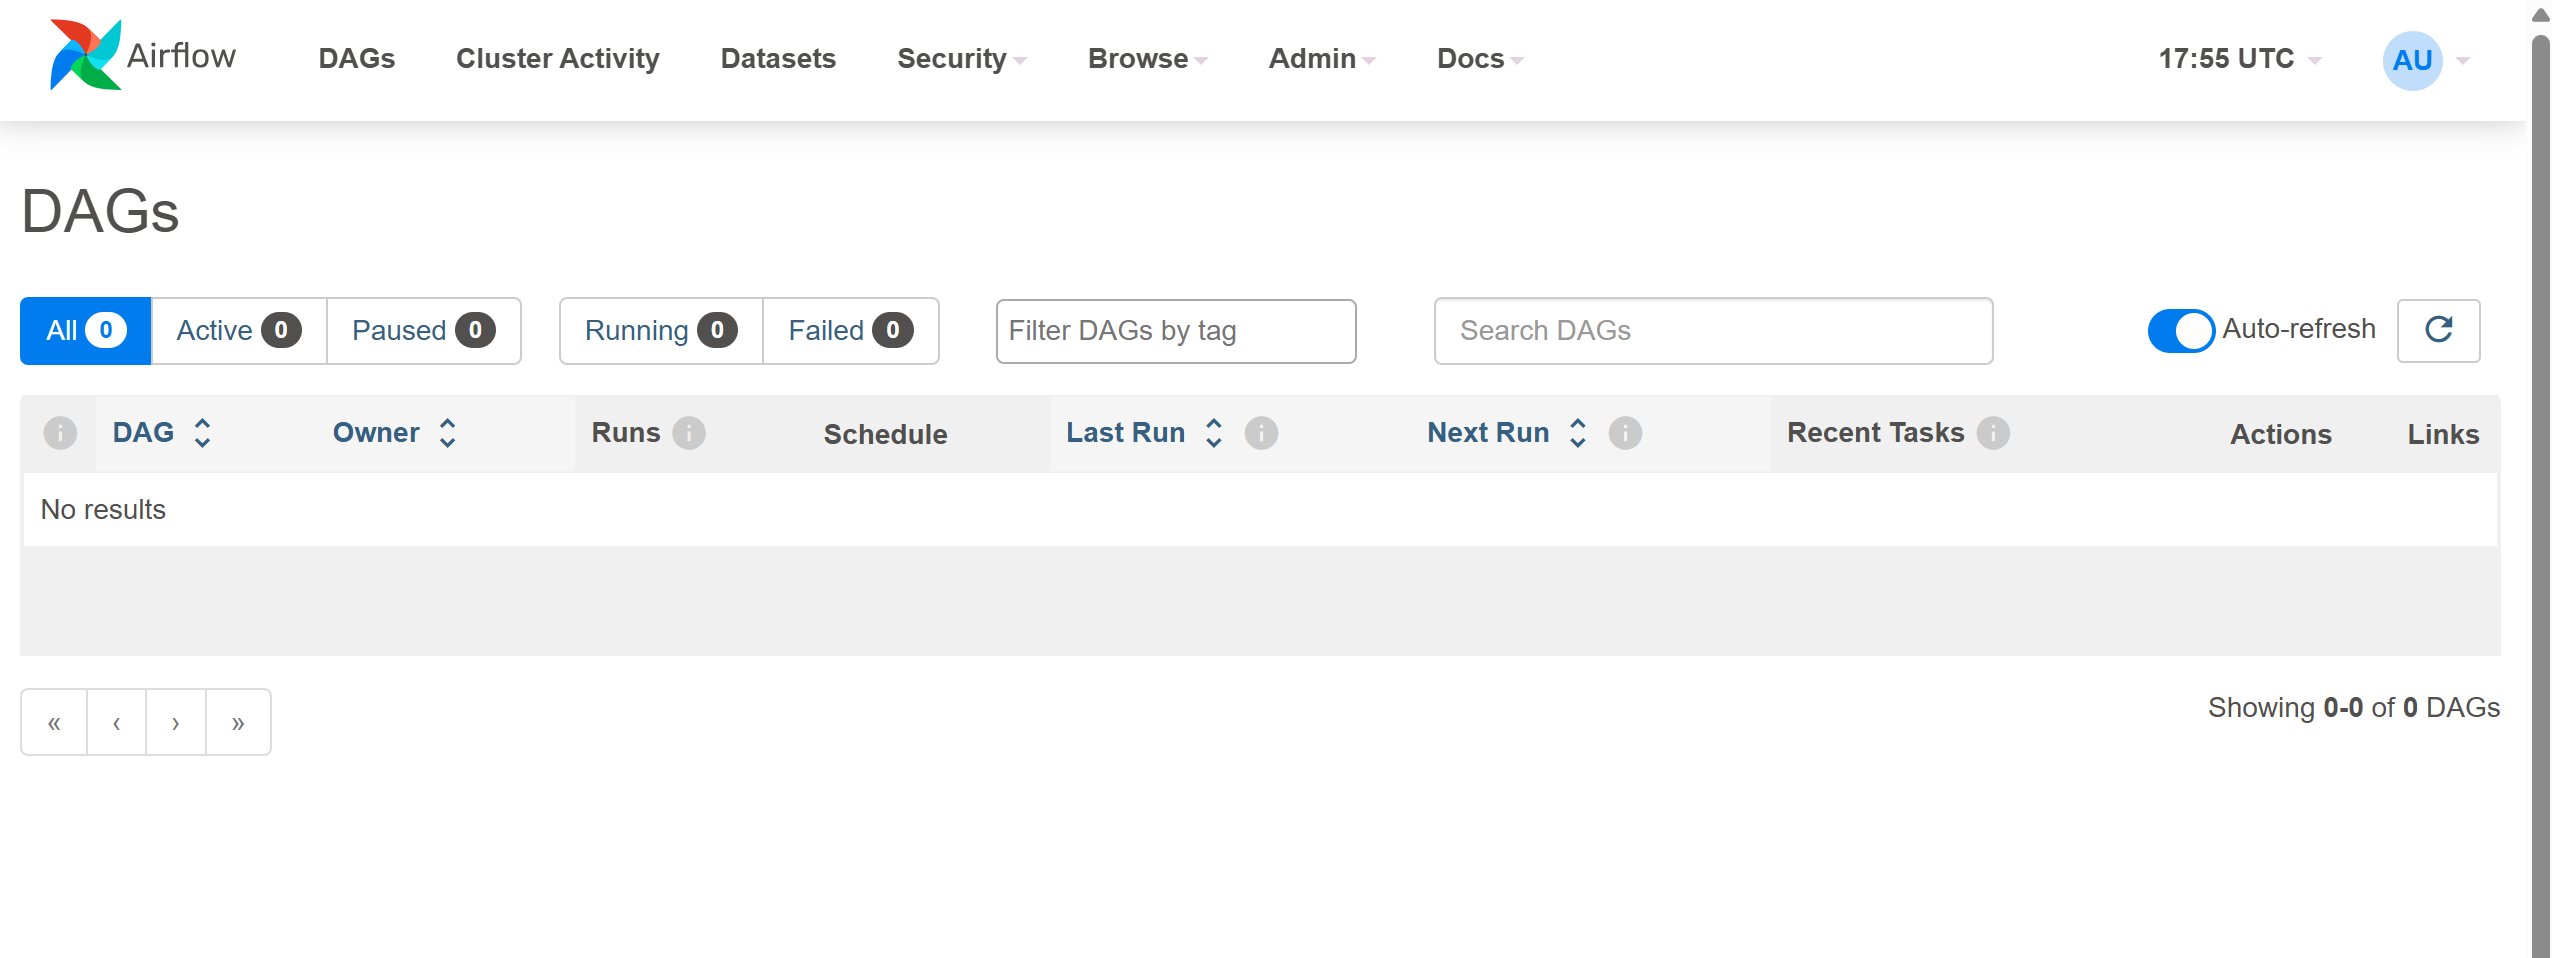 Airflow DAGs Cluster Activity Datasets Security Browse Admin Docs 17:55 UTC AU
DAGs
All 0 Active 0 Paused 0 Running 0 Failed 0 Filter DAGs by tag Search DAGs Auto-refresh
i DAG Owner Runs i Schedule Last Run i Next Run i Recent Tasks i Actions Links
No results
« ‹ › » Showing 0-0 of 0 DAGs